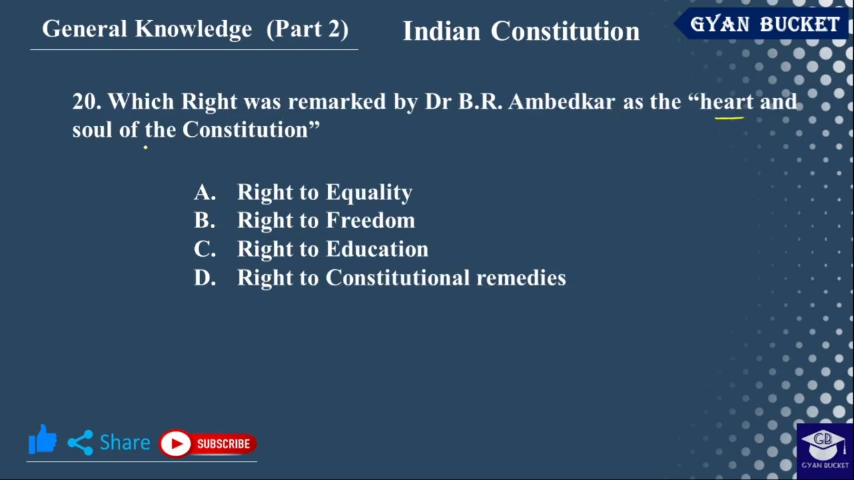 General Knowledge (Part 2)
Indian Constitution
GYAN BUCKET
20. Which Right was remarked by Dr B.R. Ambedkar as the “heart and
soul of the Constitution”
A. Right to Equality
B. Right to Freedom
C. Right to Education
D. Right to Constitutional remedies
Share
SUBSCRIBE
GB
GYAN BUCKET